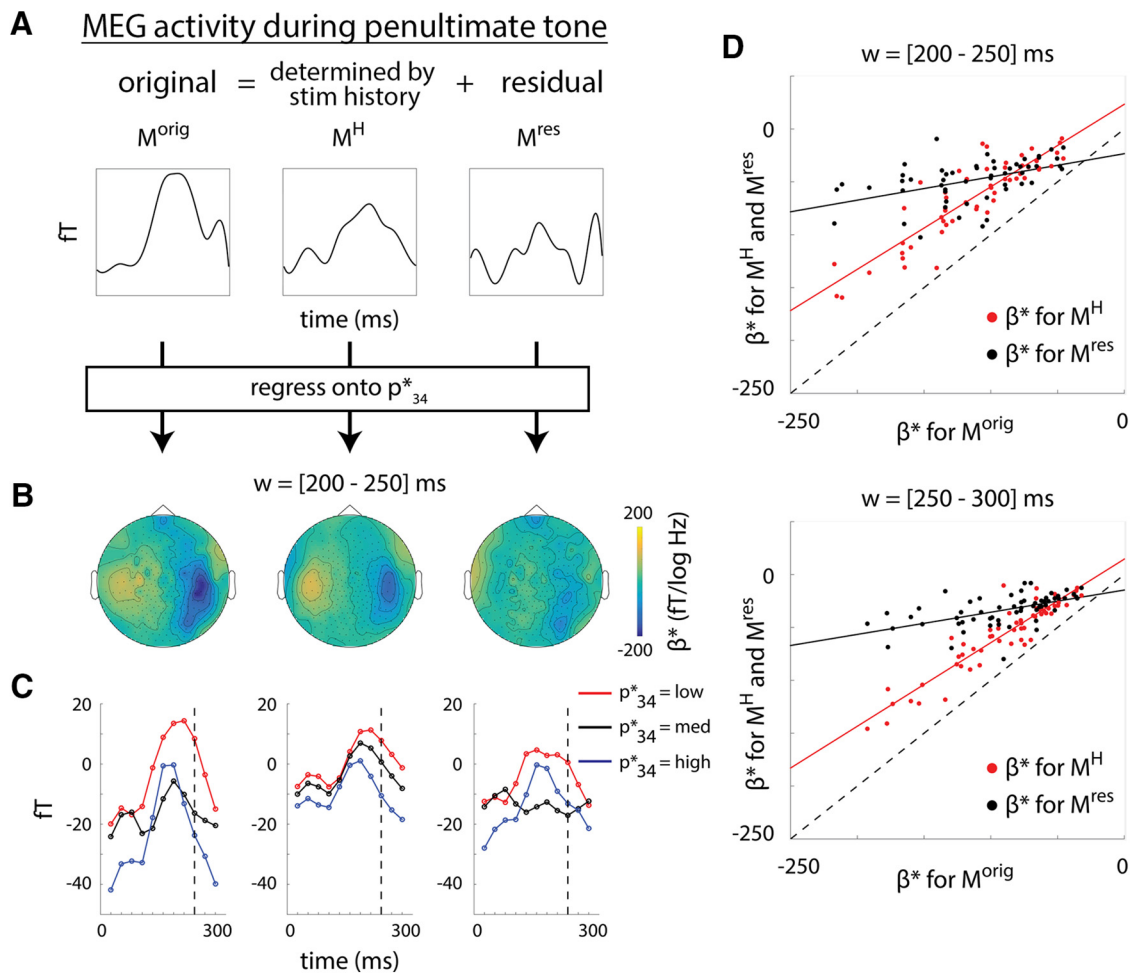 A
MEG activity during penultimate tone
original = determined by stim history + residual
M^orig M^H M^res
fT
time (ms)
regress onto p*34
B
w = [200 - 250] ms
200
-200
β* (fT/log Hz)
C
20
0
-20
-40
fT
20
0
-20
-40
20
0
-20
-40
p*34 = low
p*34 = med
p*34 = high
0 300
0 300
0 300
time (ms)
D
w = [200 - 250] ms
0
-250
β* for M^H and M^res
β* for M^H
β* for M^res
-250 0
β* for M^orig
w = [250 - 300] ms
0
-250
β* for M^H and M^res
β* for M^H
β* for M^res
-250 0
β* for M^orig